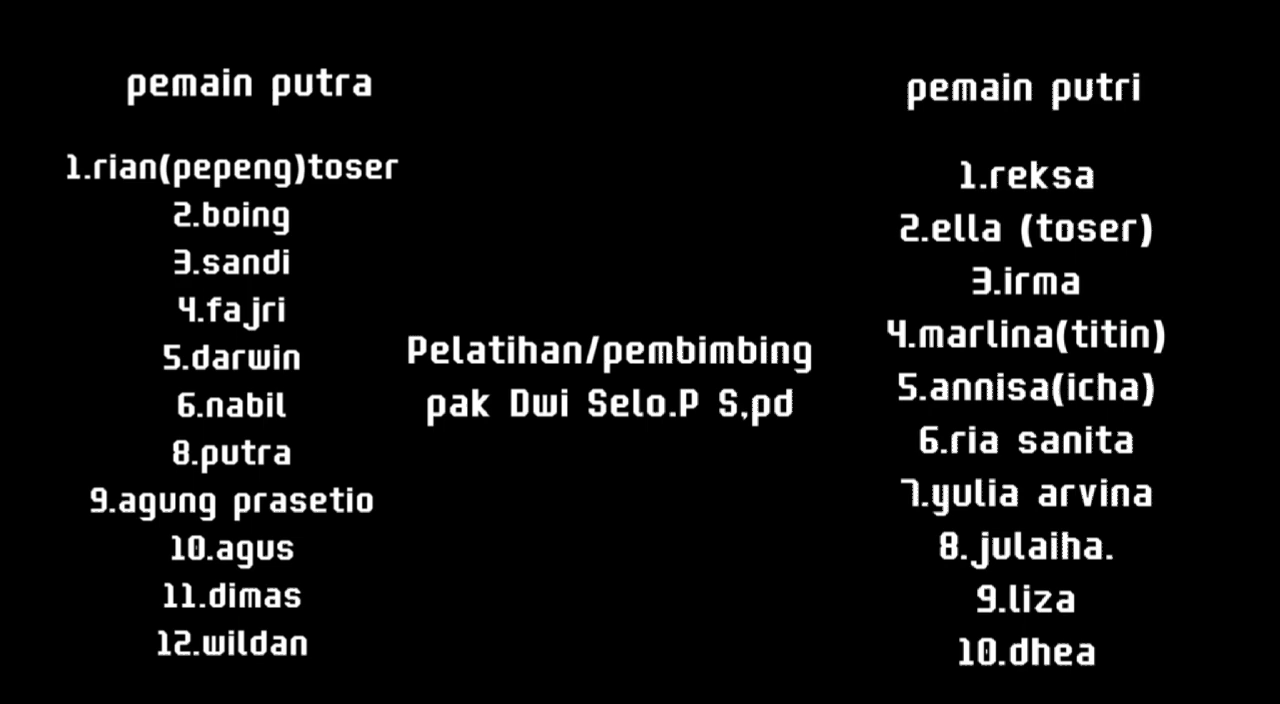 pemain putra
1.rian(pepeng)toser
2.boing
3.sandi
4.fajri
5.darwin
6.nabil
8.putra
9.agung prasetio
10.agus
11.dimas
12.wildan
Pelatihan/pembimbing
pak Dwi Selo.P S,pd
pemain putri
1.reksa
2.ella (toser)
3.irma
4.marlina(titin)
5.annisa(icha)
6.ria sanita
7.yulia arvina
8.julaiha.
9.liza
10.dhea